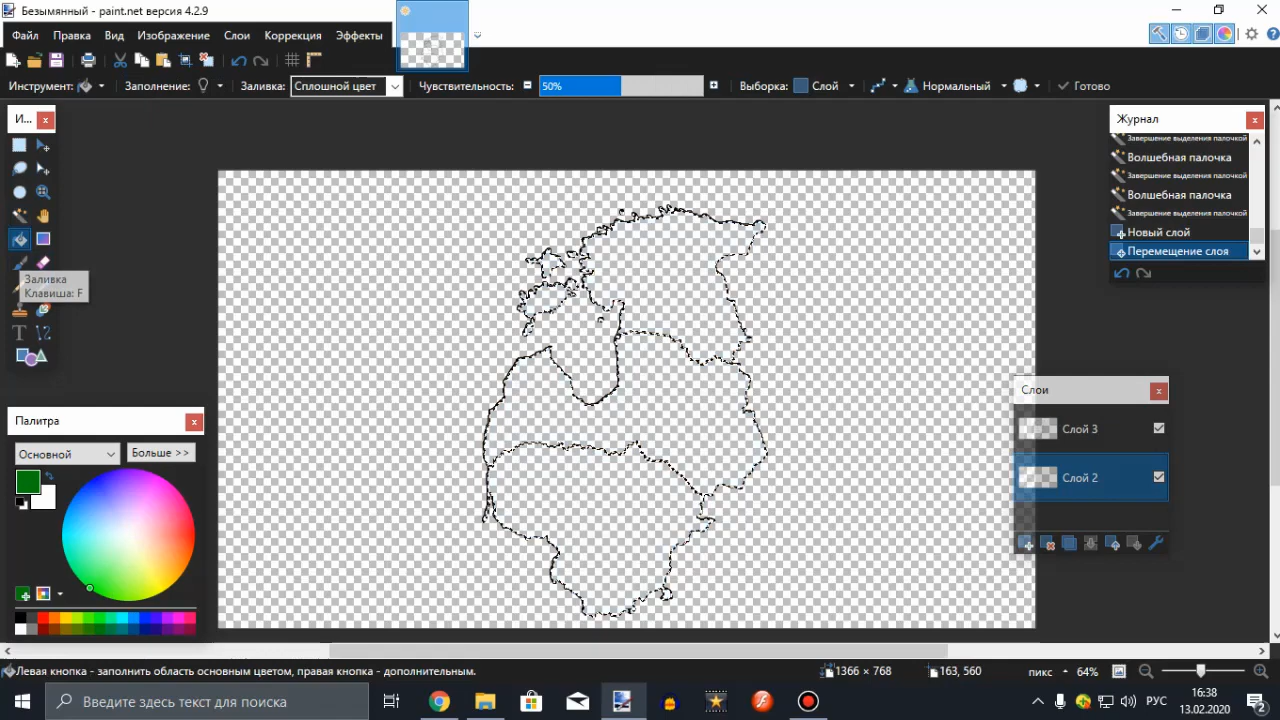 Безымянный - paint.net версия 4.2.9
Файл Правка Вид Изображение Слои Коррекция Эффекты
Инструмент: Заполнение: Заливка: Сплошной цвет Чувствительность: 50% Выборка: Слой Нормальный Готово
И...
Журнал
Завершение выделения палочкой
Волшебная палочка
Завершение выделения палочкой
Волшебная палочка
Завершение выделения палочкой
Новый слой
Перемещение слоя
Заливка
Клавиша: F
T
Слои
Слой 3
Слой 2
Палитра
Основной Больше >>
Левая кнопка - заполнить область основным цветом, правая кнопка - дополнительным. 1366 × 768 163, 560 пикс 64%
Введите здесь текст для поиска
РУС
16:38
13.02.2020
2